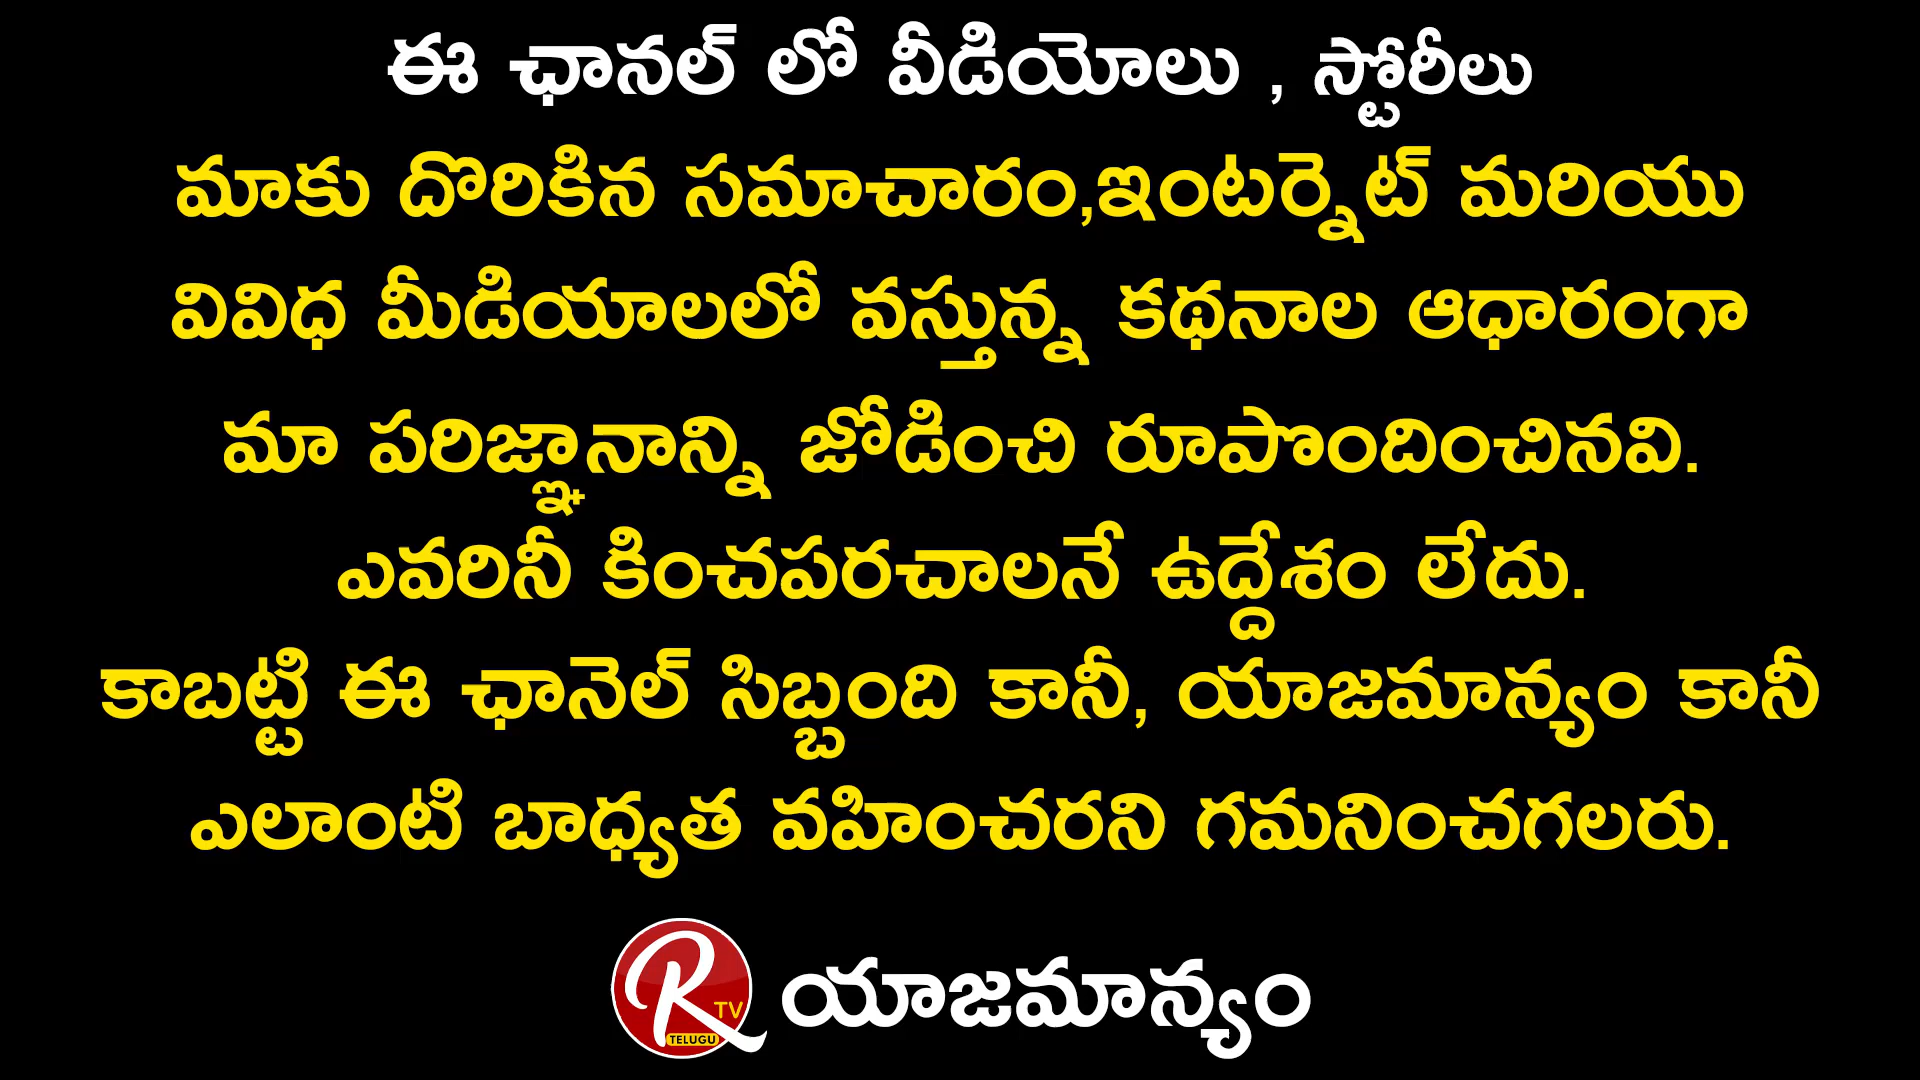 ఈ ఛానల్ లో వీడియోలు , స్టోరీలు
మాకు దొరికిన సమాచారం,ఇంటర్నెట్ మరియు
వివిధ మీడియాలలో వస్తున్న కథనాల ఆధారంగా
మా పరిజ్ఞానాన్ని జోడించి రూపొందించినవి.
ఎవరినీ కించపరచాలనే ఉద్దేశం లేదు.
కాబట్టి ఈ ఛానెల్ సిబ్బంది కానీ, యాజమాన్యం కానీ
ఎలాంటి బాధ్యత వహించరని గమనించగలరు.
R TV TELUGU యాజమాన్యం